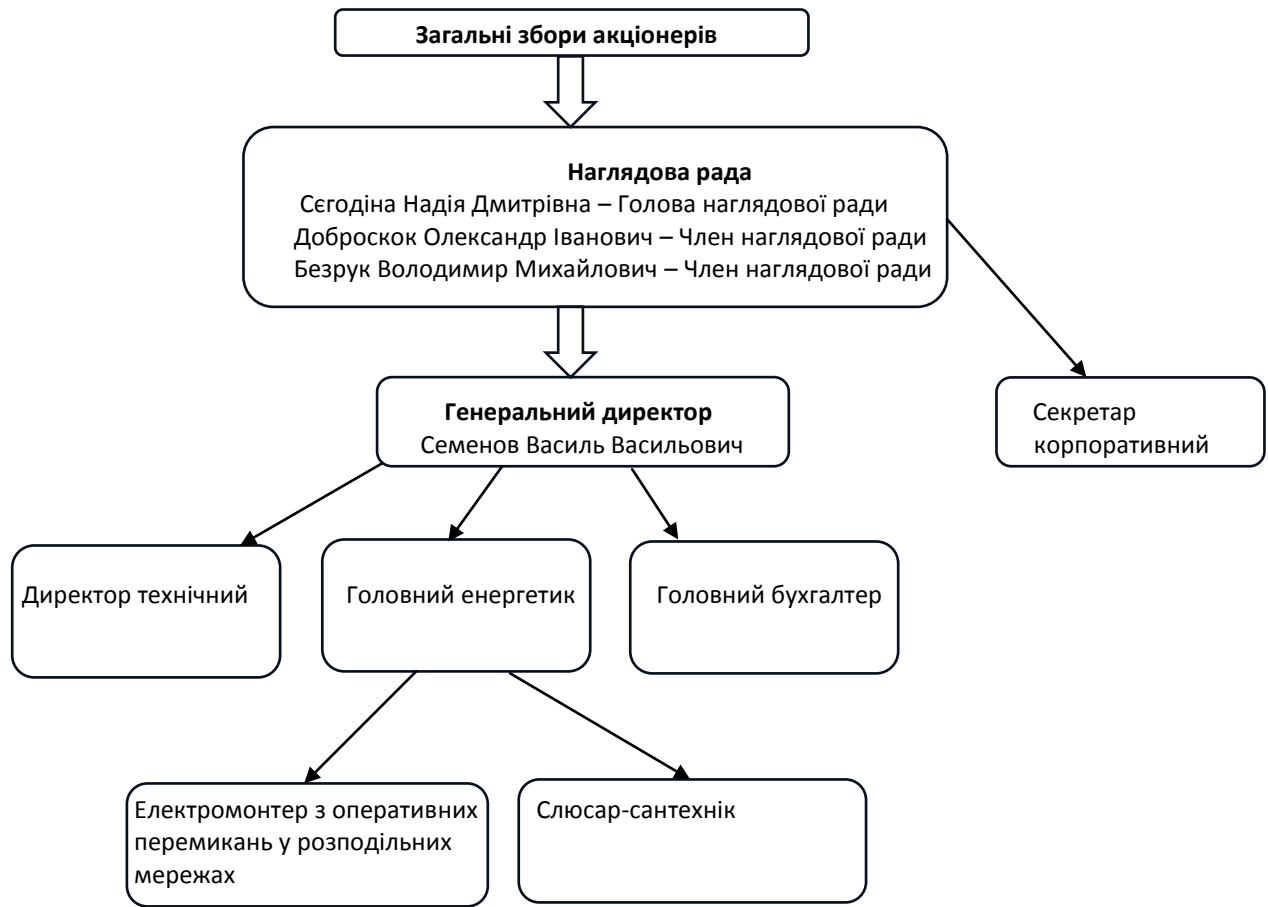 Загальні збори акціонерів
Наглядова рада
Сєгодіна Надія Дмитрівна – Голова наглядової ради
Доброскок Олександр Іванович – Член наглядової ради
Безрук Володимир Михайлович – Член наглядової ради
Генеральний директор
Семенов Василь Васильович
Секретар
корпоративний
Директор технічний
Головний енергетик
Головний бухгалтер
Електромонтер з оперативних
перемикань у розподільних
мережах
Слюсар-сантехнік